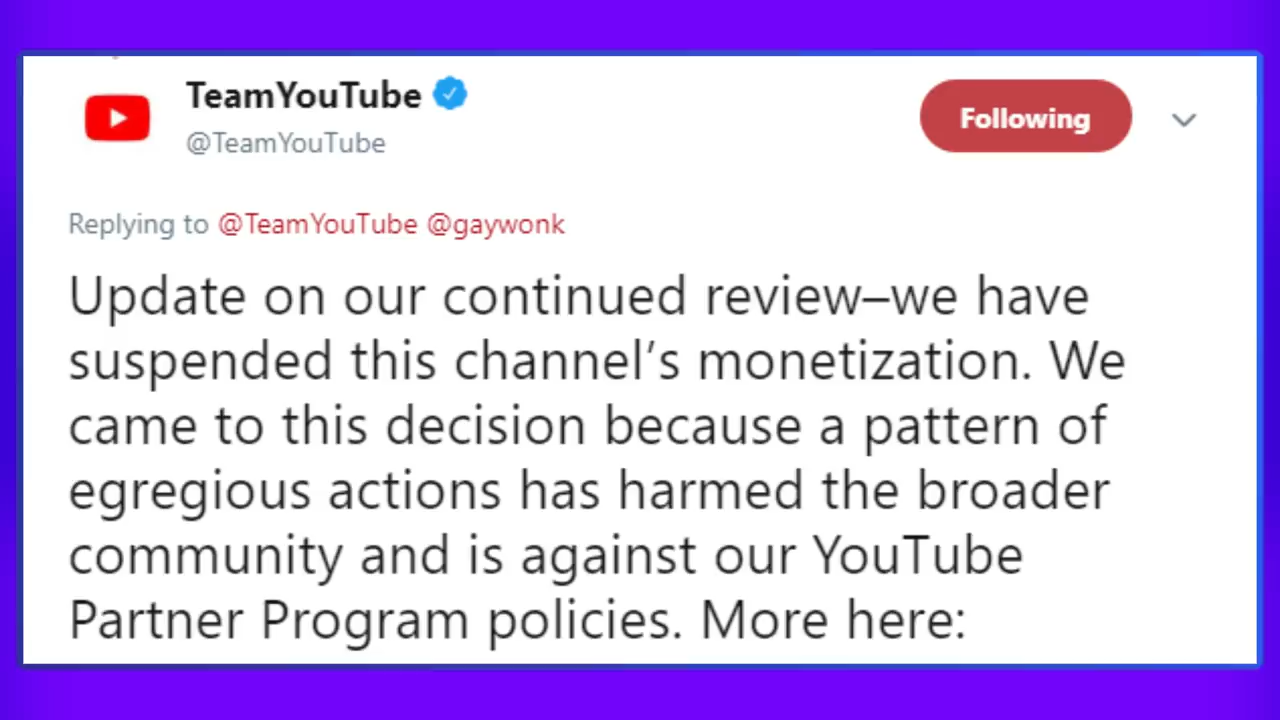 TeamYouTube
@TeamYouTube
Following
Replying to @TeamYouTube @gaywonk
Update on our continued review–we have
suspended this channel’s monetization. We
came to this decision because a pattern of
egregious actions has harmed the broader
community and is against our YouTube
Partner Program policies. More here: